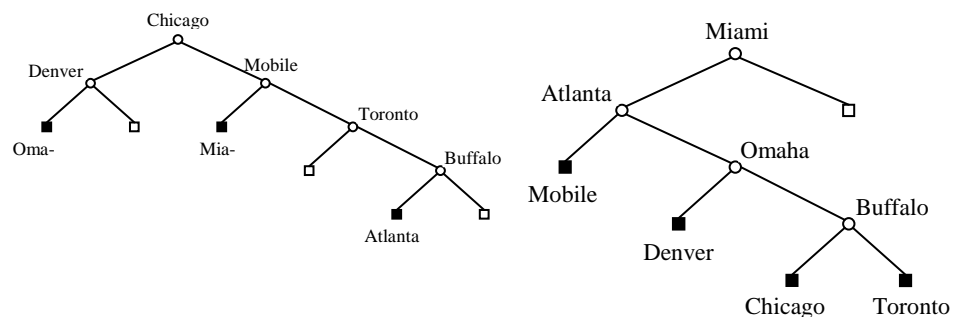 Chicago
Denver
Mobile
Oma-
Mia-
Toronto
Buffalo
Atlanta
Miami
Atlanta
Mobile
Omaha
Denver
Buffalo
Chicago
Toronto